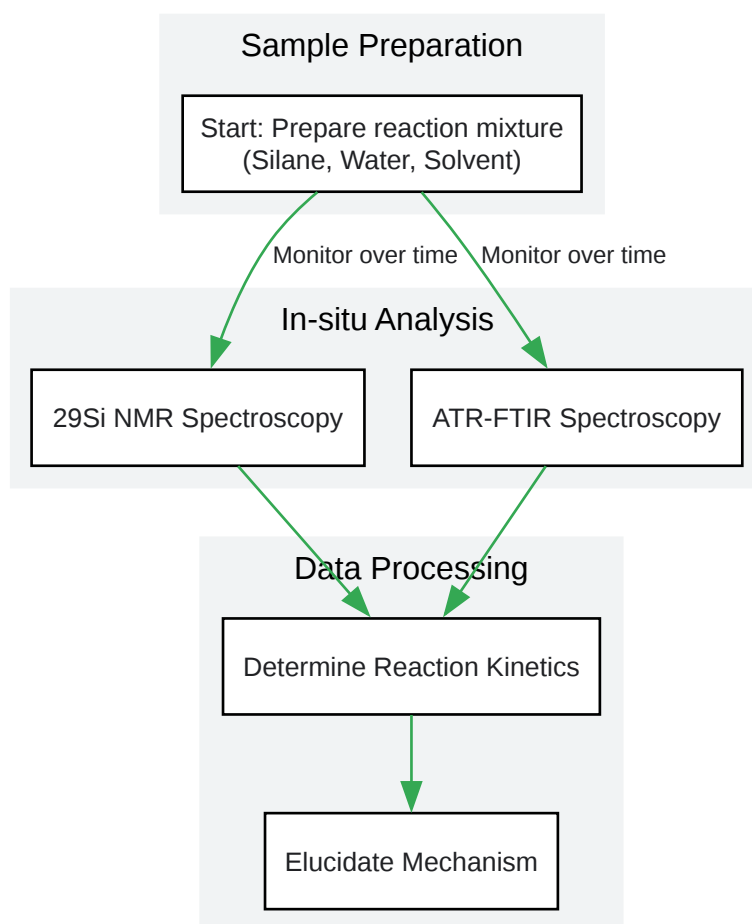 Sample Preparation
Start: Prepare reaction mixture
(Silane, Water, Solvent)
Monitor over time
Monitor over time
In-situ Analysis
29Si NMR Spectroscopy
ATR-FTIR Spectroscopy
Data Processing
Determine Reaction Kinetics
Elucidate Mechanism